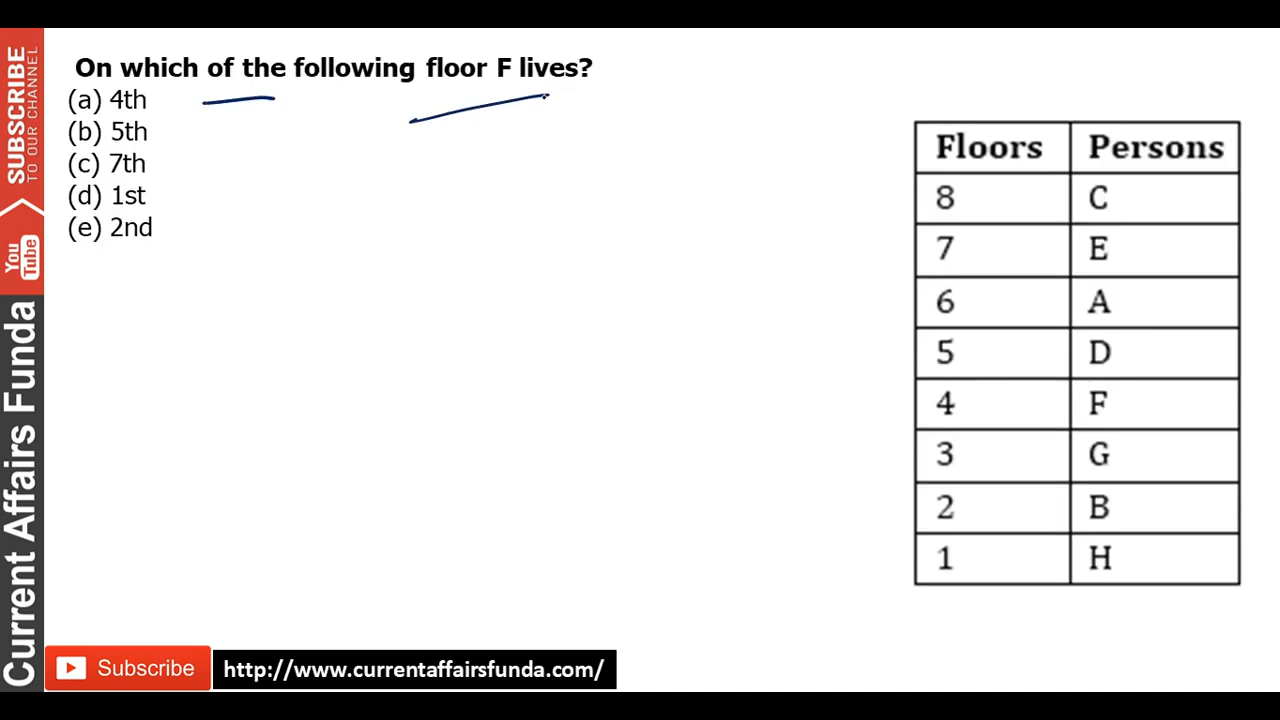 On which of the following floor F lives?
(a) 4th
(b) 5th
(c) 7th
(d) 1st
(e) 2nd
Floors Persons
8 C
7 E
6 A
5 D
4 F
3 G
2 B
1 H
SUBSCRIBE
TO OUR CHANNEL
You
Tube
Current Affairs Funda
Subscribe
http://www.currentaffairsfunda.com/